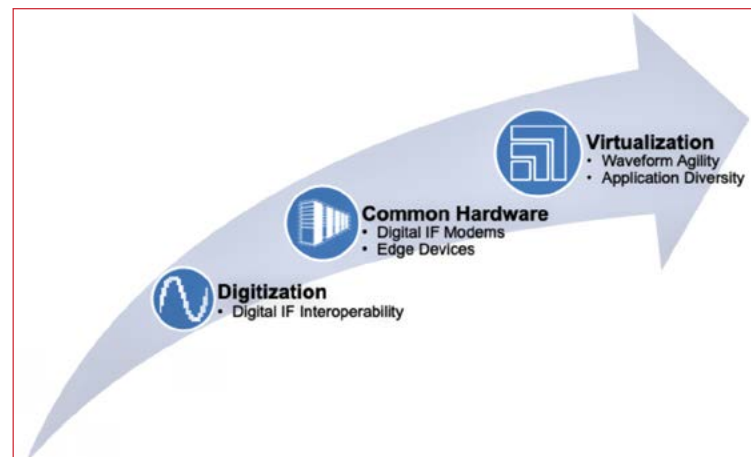 Virtualization
• Waveform Agility
• Application Diversity
Common Hardware
• Digital IF Modems
• Edge Devices
Digitization
• Digital IF Interoperability